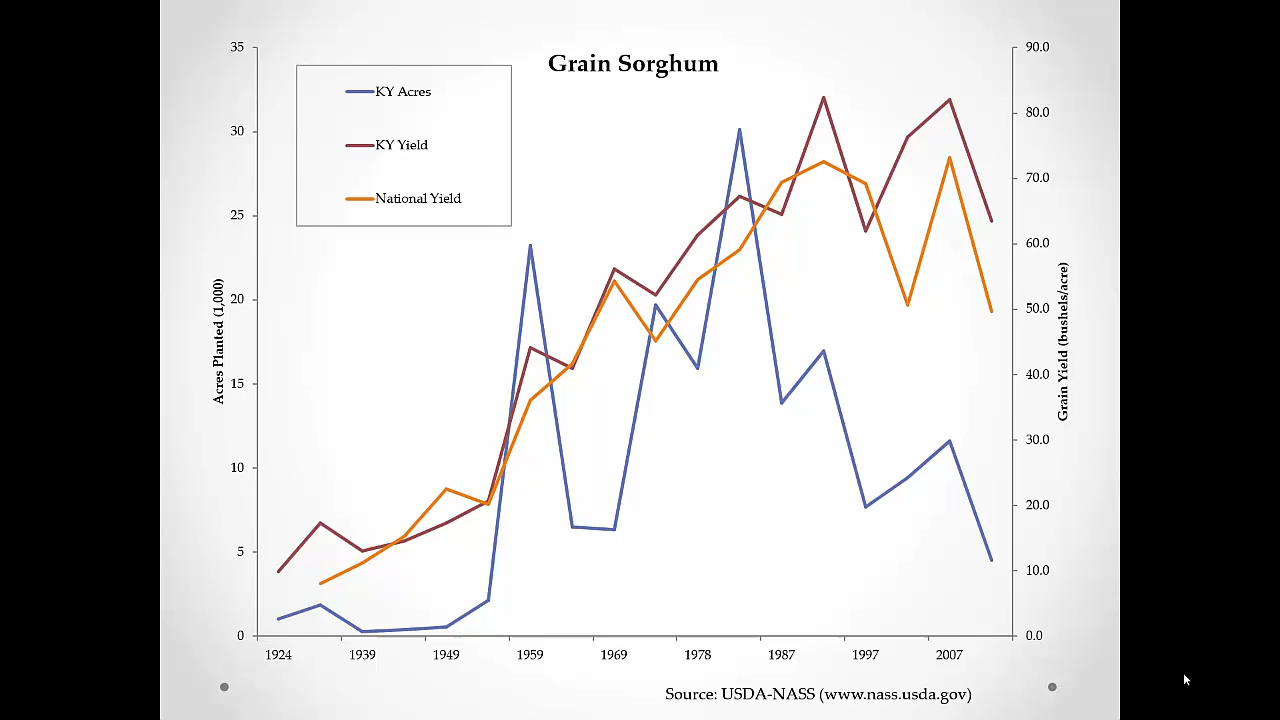 Grain Sorghum
KY Acres
KY Yield
National Yield
Acres Planted (1,000)
35
30
25
20
15
10
5
0
90.0
80.0
70.0
60.0
50.0
40.0
30.0
20.0
10.0
0.0
Grain Yield (bushels/acre)
1924 1939 1949 1959 1969 1978 1987 1997 2007
Source: USDA-NASS (www.nass.usda.gov)